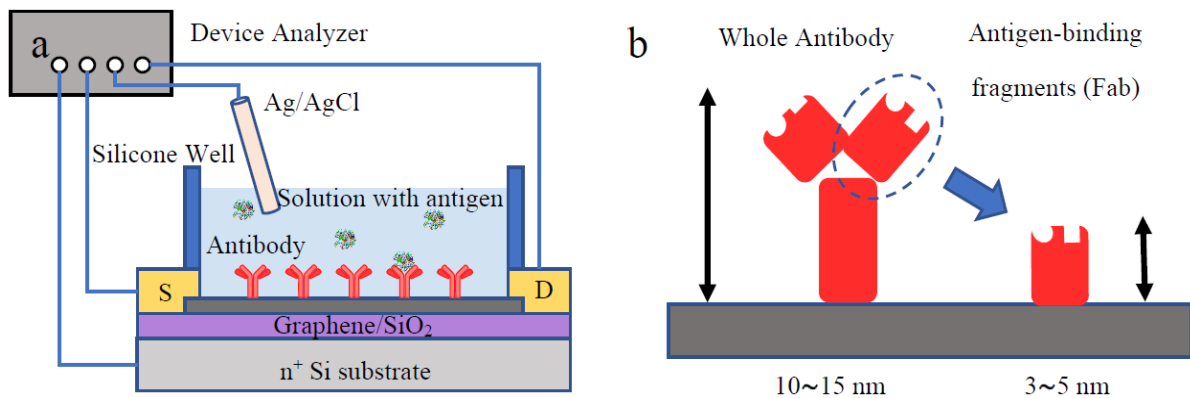 a
Device Analyzer
Ag/AgCl
Silicone Well
Solution with antigen
Antibody
S
D
Graphene/SiO₂
n⁺ Si substrate
b
Whole Antibody
Antigen-binding
fragments (Fab)
10~15 nm
3~5 nm